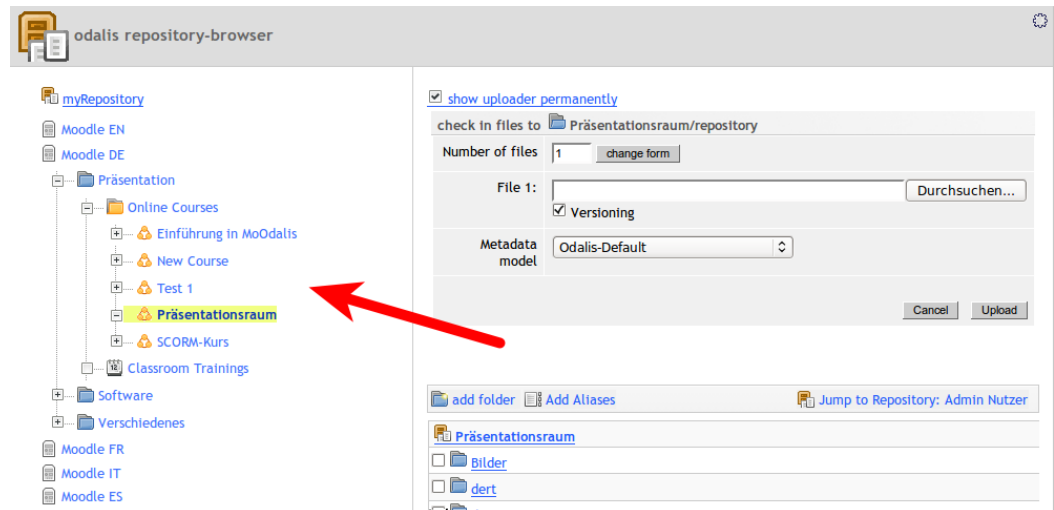 odalis repository-browser
myRepository
Moodle EN
Moodle DE
Präsentation
Online Courses
Einführung in MoOdalis
New Course
Test 1
Präsentationsraum
SCORM-Kurs
Classroom Trainings
Software
Verschiedenes
Moodle FR
Moodle IT
Moodle ES
show uploader permanently
check in files to Präsentationsraum/repository
Number of files 1 change form
File 1: Durchsuchen...
Versioning
Metadata model Odalis-Default
Cancel Upload
add folder Add Aliases Jump to Repository: Admin Nutzer
Präsentationsraum
Bilder
dert